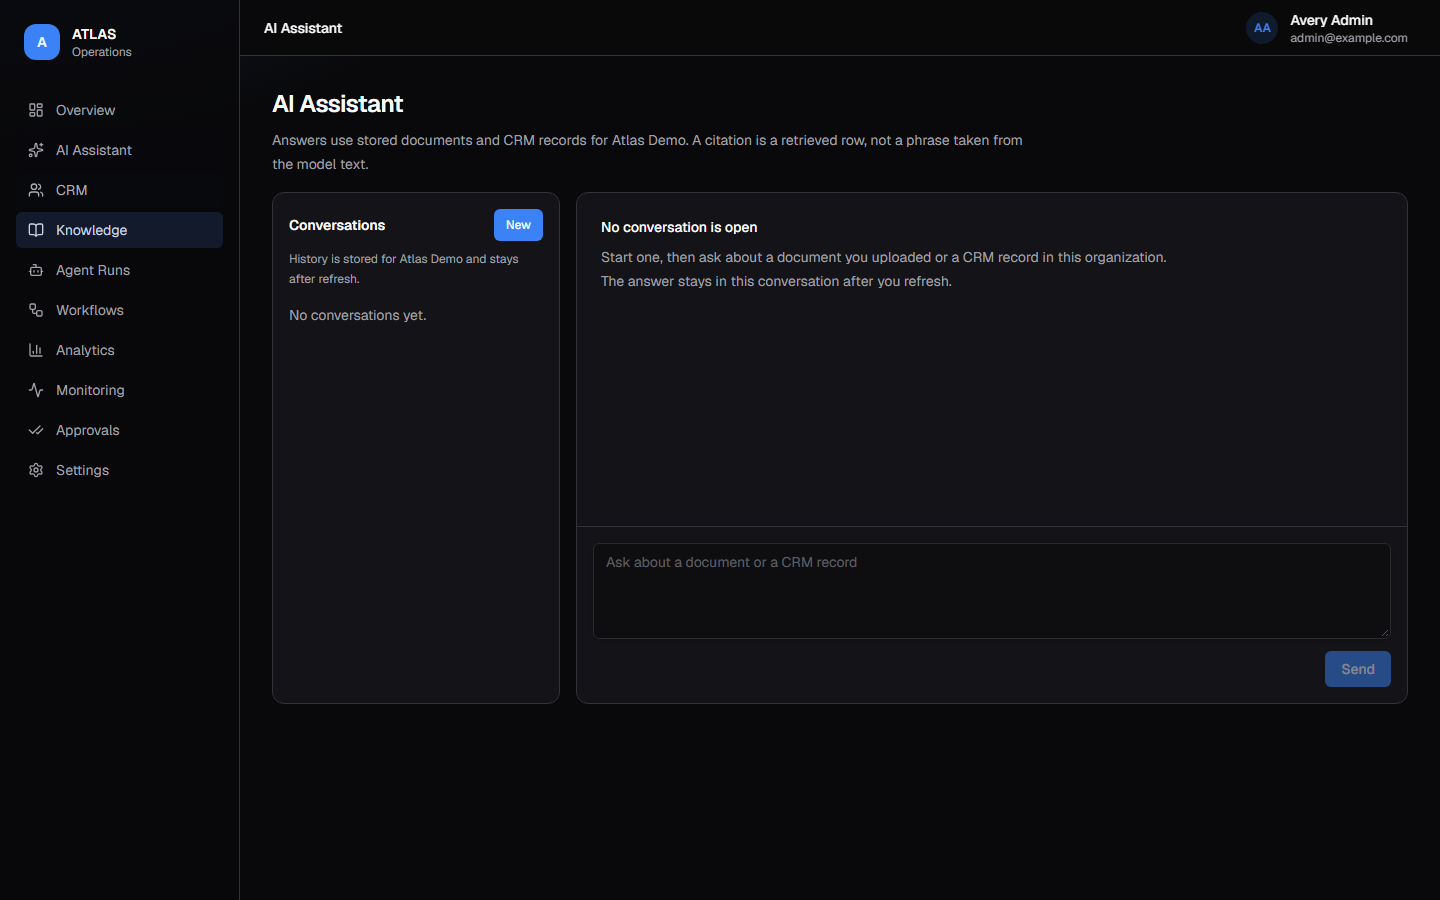 A
ATLAS
Operations
Overview
AI Assistant
CRM
Knowledge
Agent Runs
Workflows
Analytics
Monitoring
Approvals
Settings
AI Assistant
AA
Avery Admin
admin@example.com
AI Assistant
Answers use stored documents and CRM records for Atlas Demo. A citation is a retrieved row, not a phrase taken from
the model text.
Conversations
New
History is stored for Atlas Demo and stays
after refresh.
No conversations yet.
No conversation is open
Start one, then ask about a document you uploaded or a CRM record in this organization.
The answer stays in this conversation after you refresh.
Ask about a document or a CRM record
Send